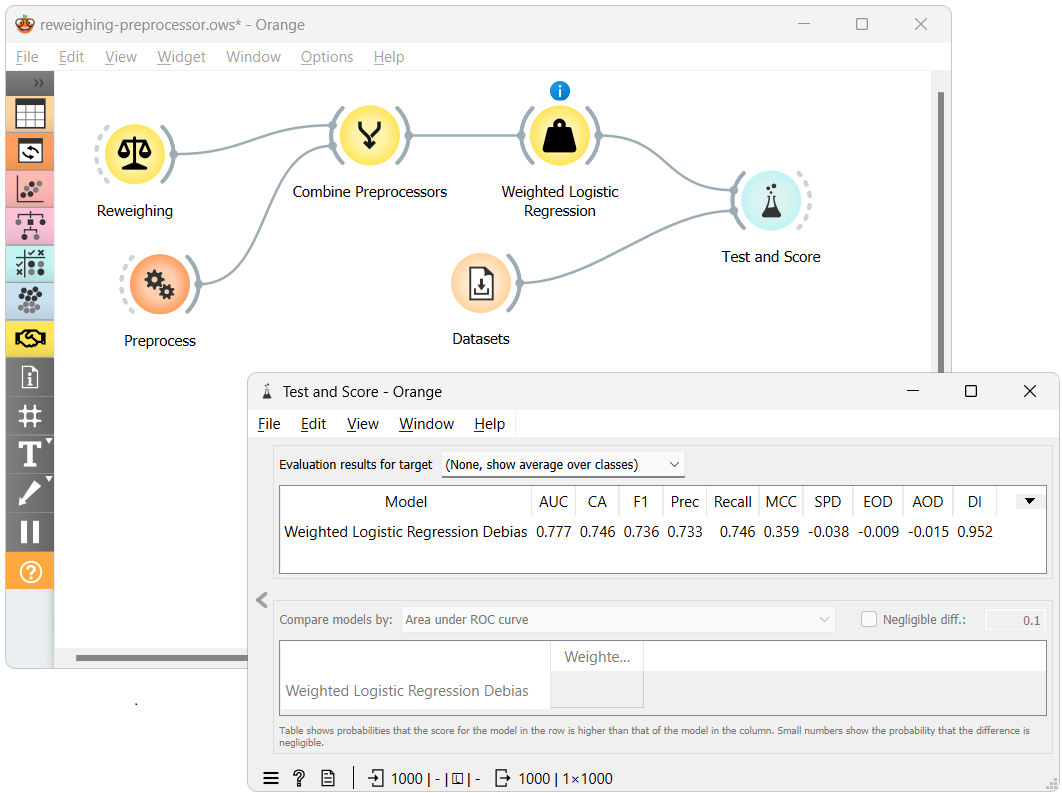 reweighing-preprocessor.ows* - Orange
File Edit View Widget Window Options Help
Reweighing
Combine Preprocessors
Weighted Logistic
Regression
Test and Score
Preprocess
Datasets
Test and Score - Orange
File Edit View Window Help
Evaluation results for target (None, show average over classes)
Model AUC CA F1 Prec Recall MCC SPD EOD AOD DI
Weighted Logistic Regression Debias 0.777 0.746 0.736 0.733 0.746 0.359 -0.038 -0.009 -0.015 0.952
Compare models by: Area under ROC curve Negligible diff.: 0.1
Weighte...
Weighted Logistic Regression Debias
Table shows probabilities that the score for the model in the row is higher than that of the model in the column. Small numbers show the probability that the difference is
negligible.
1000 | - | - 1000 | 1×1000